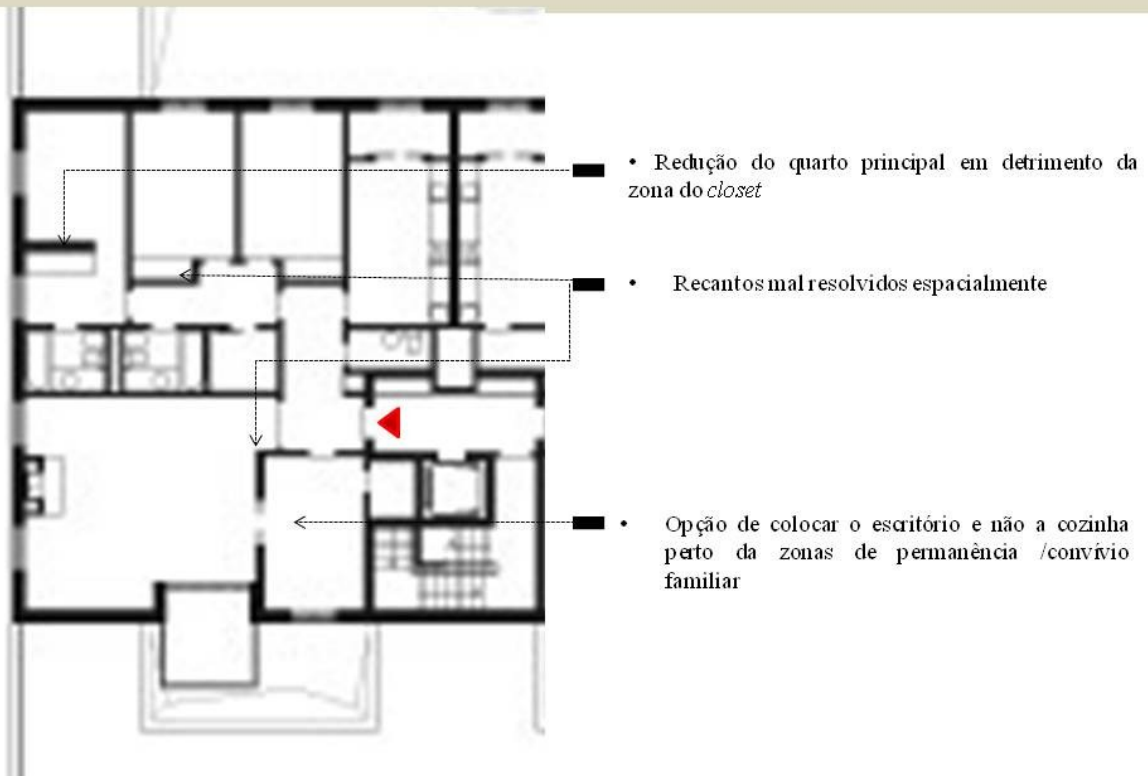 • Redução do quarto principal em detrimento da
zona do closet
• Recantos mal resolvidos espacialmente
• Opção de colocar o escritório e não a cozinha
perto da zonas de permanência /convívio
familiar